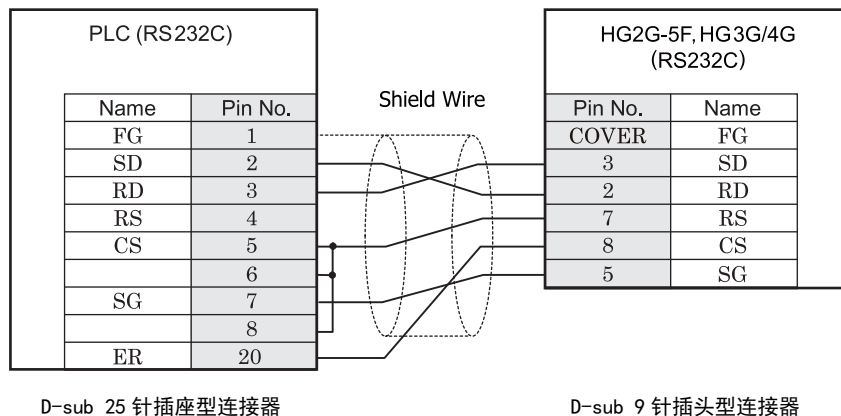 PLC (RS232C)
Name Pin No.
FG 1
SD 2
RD 3
RS 4
CS 5
6
SG 7
8
ER 20
Shield Wire
HG2G-5F, HG3G/4G
(RS232C)
Pin No. Name
COVER FG
3 SD
2 RD
7 RS
8 CS
5 SG
D-sub 25 针插座型连接器
D-sub 9 针插头型连接器